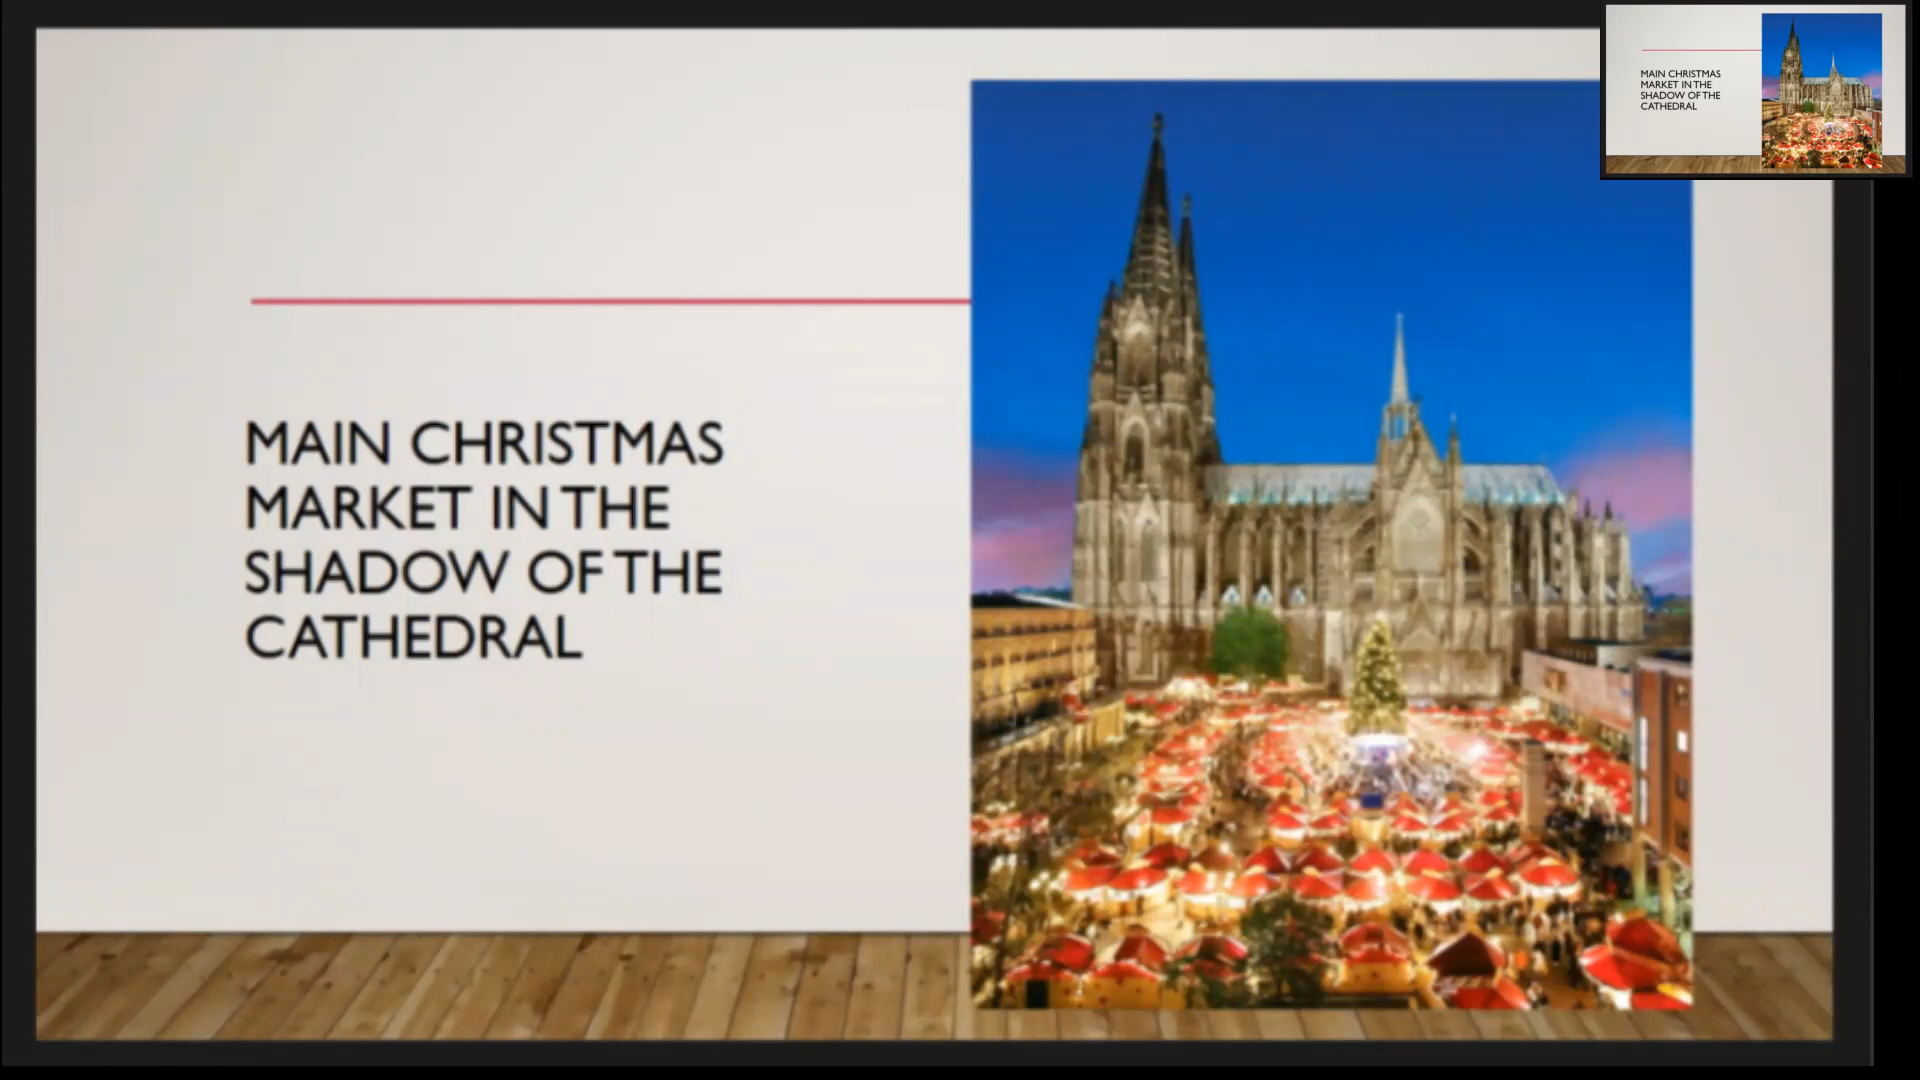 MAIN CHRISTMAS
MARKET IN THE
SHADOW OF THE
CATHEDRAL
MAIN CHRISTMAS
MARKET IN THE
SHADOW OF THE
CATHEDRAL